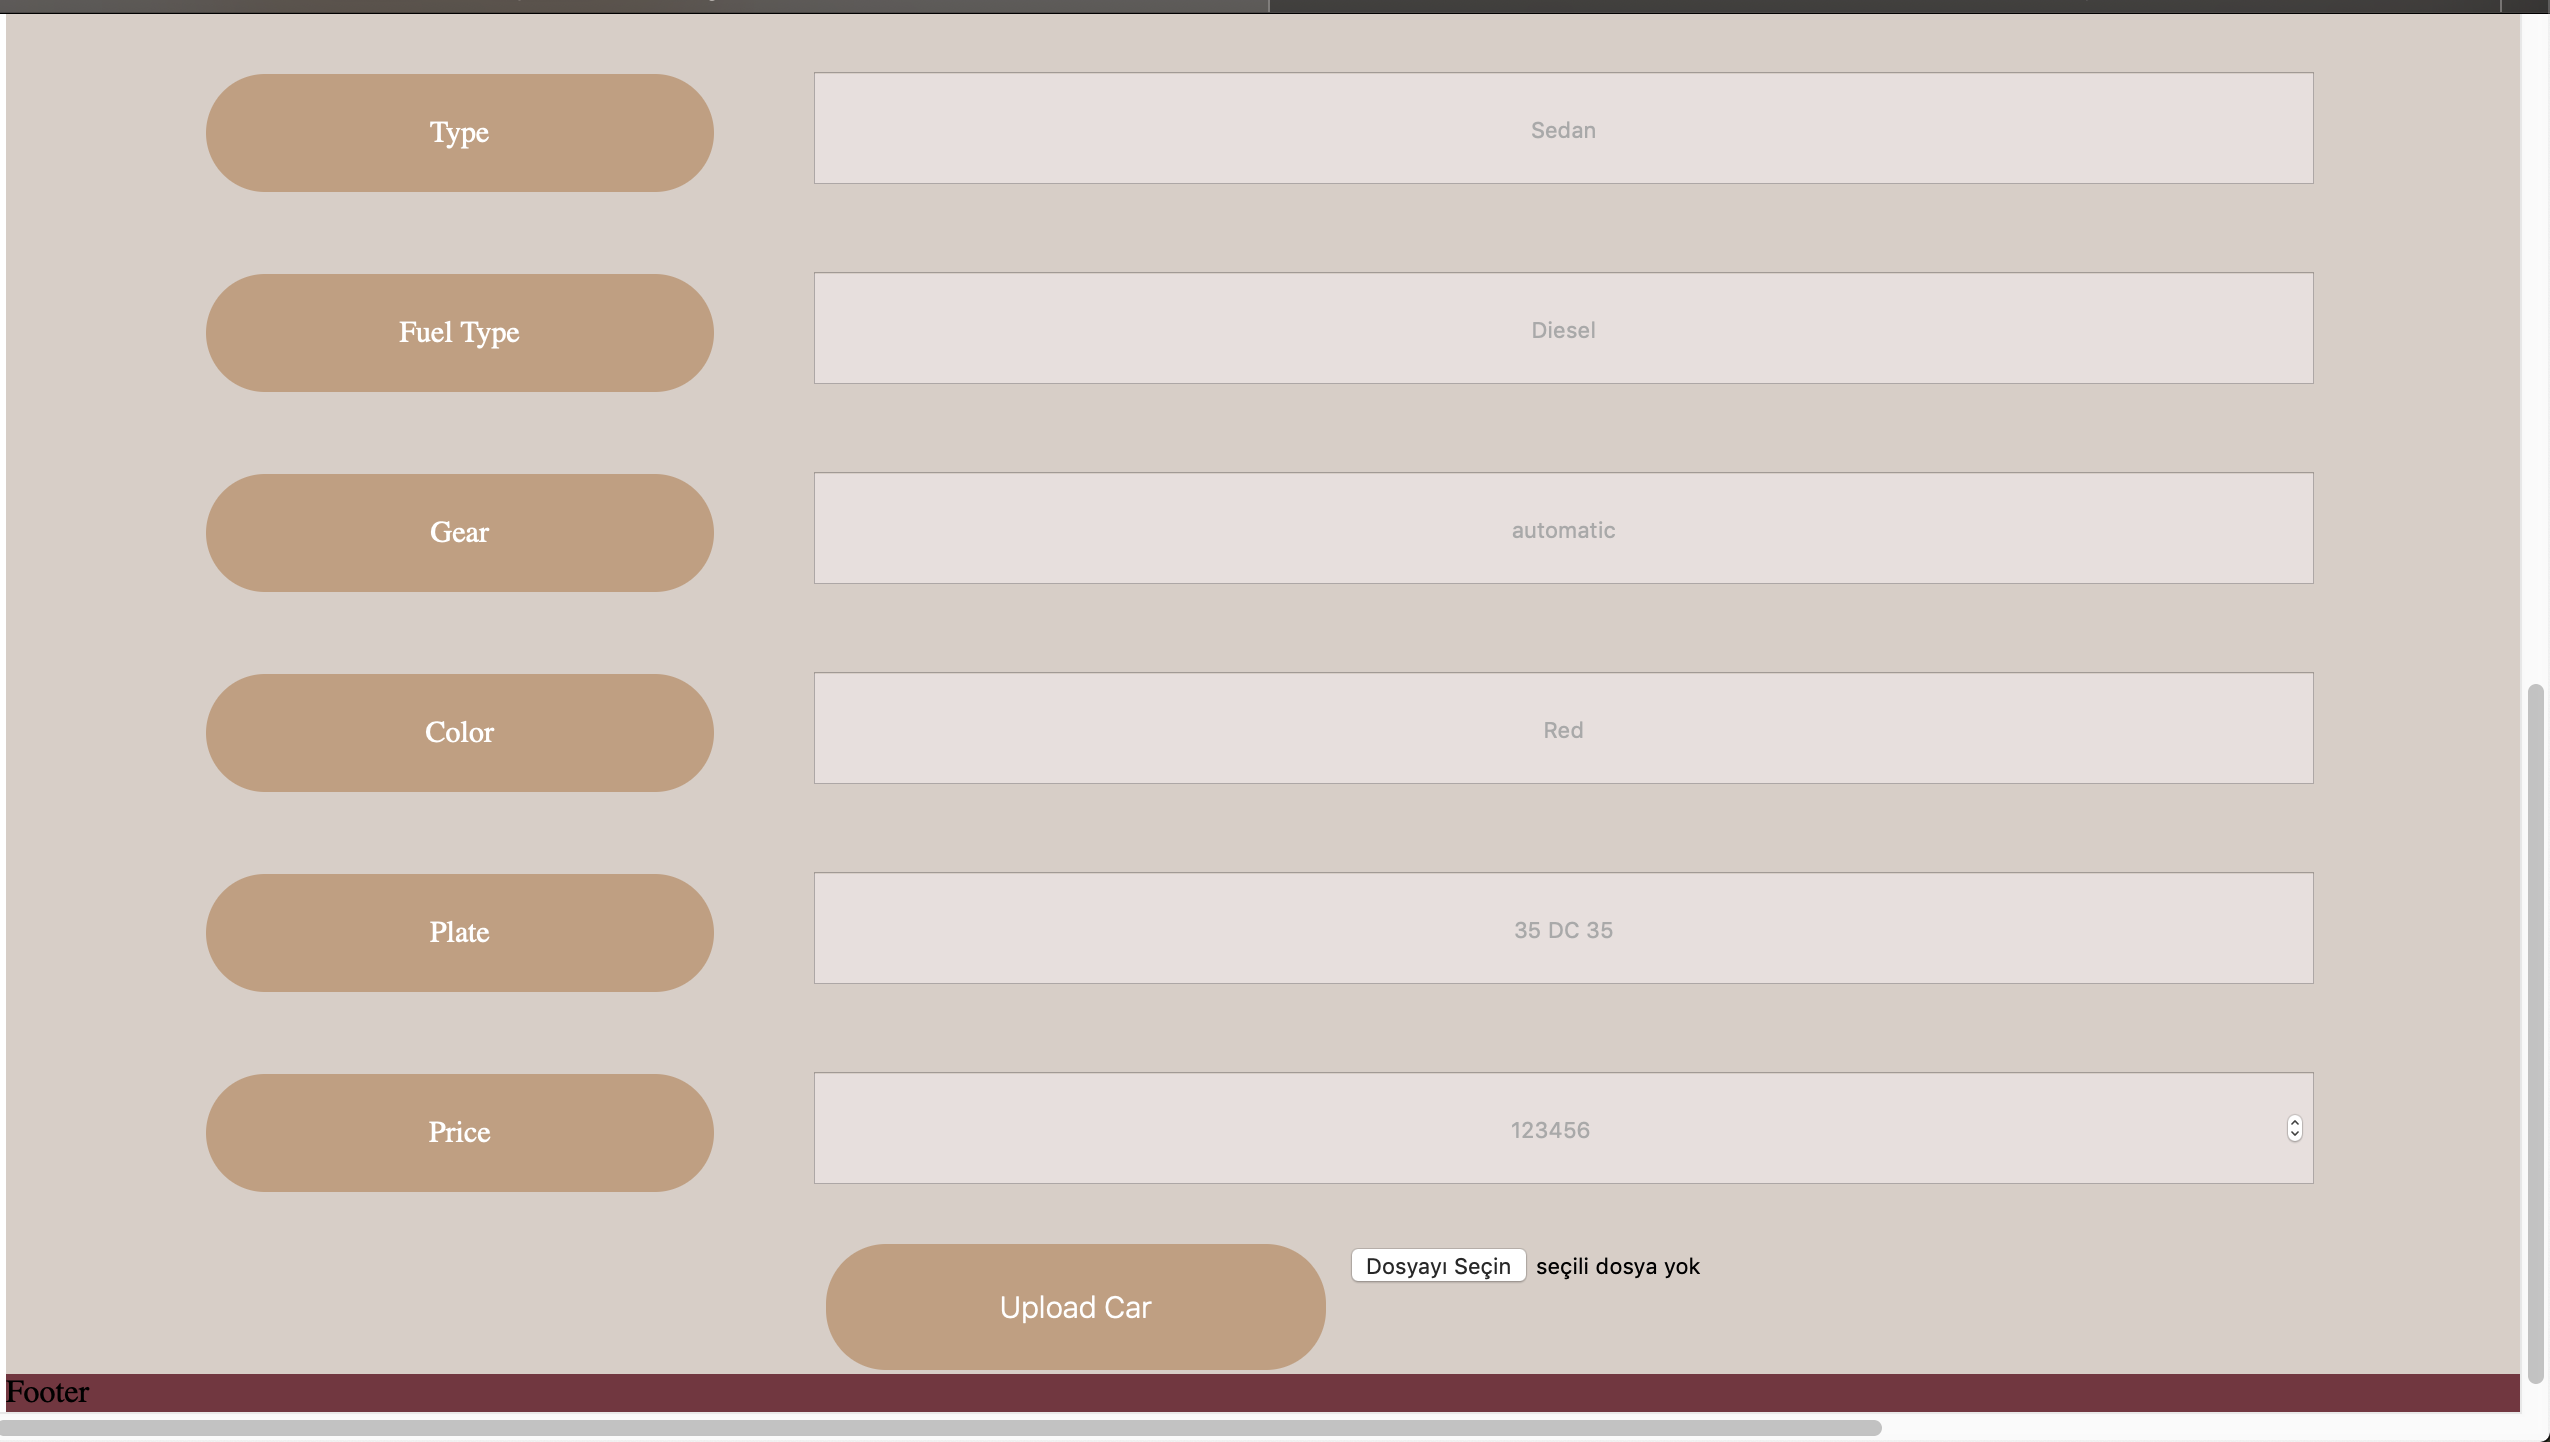 Type
Sedan
Fuel Type
Diesel
Gear
automatic
Color
Red
Plate
35 DC 35
Price
123456
Upload Car
Dosyayı Seçin seçili dosya yok
Footer